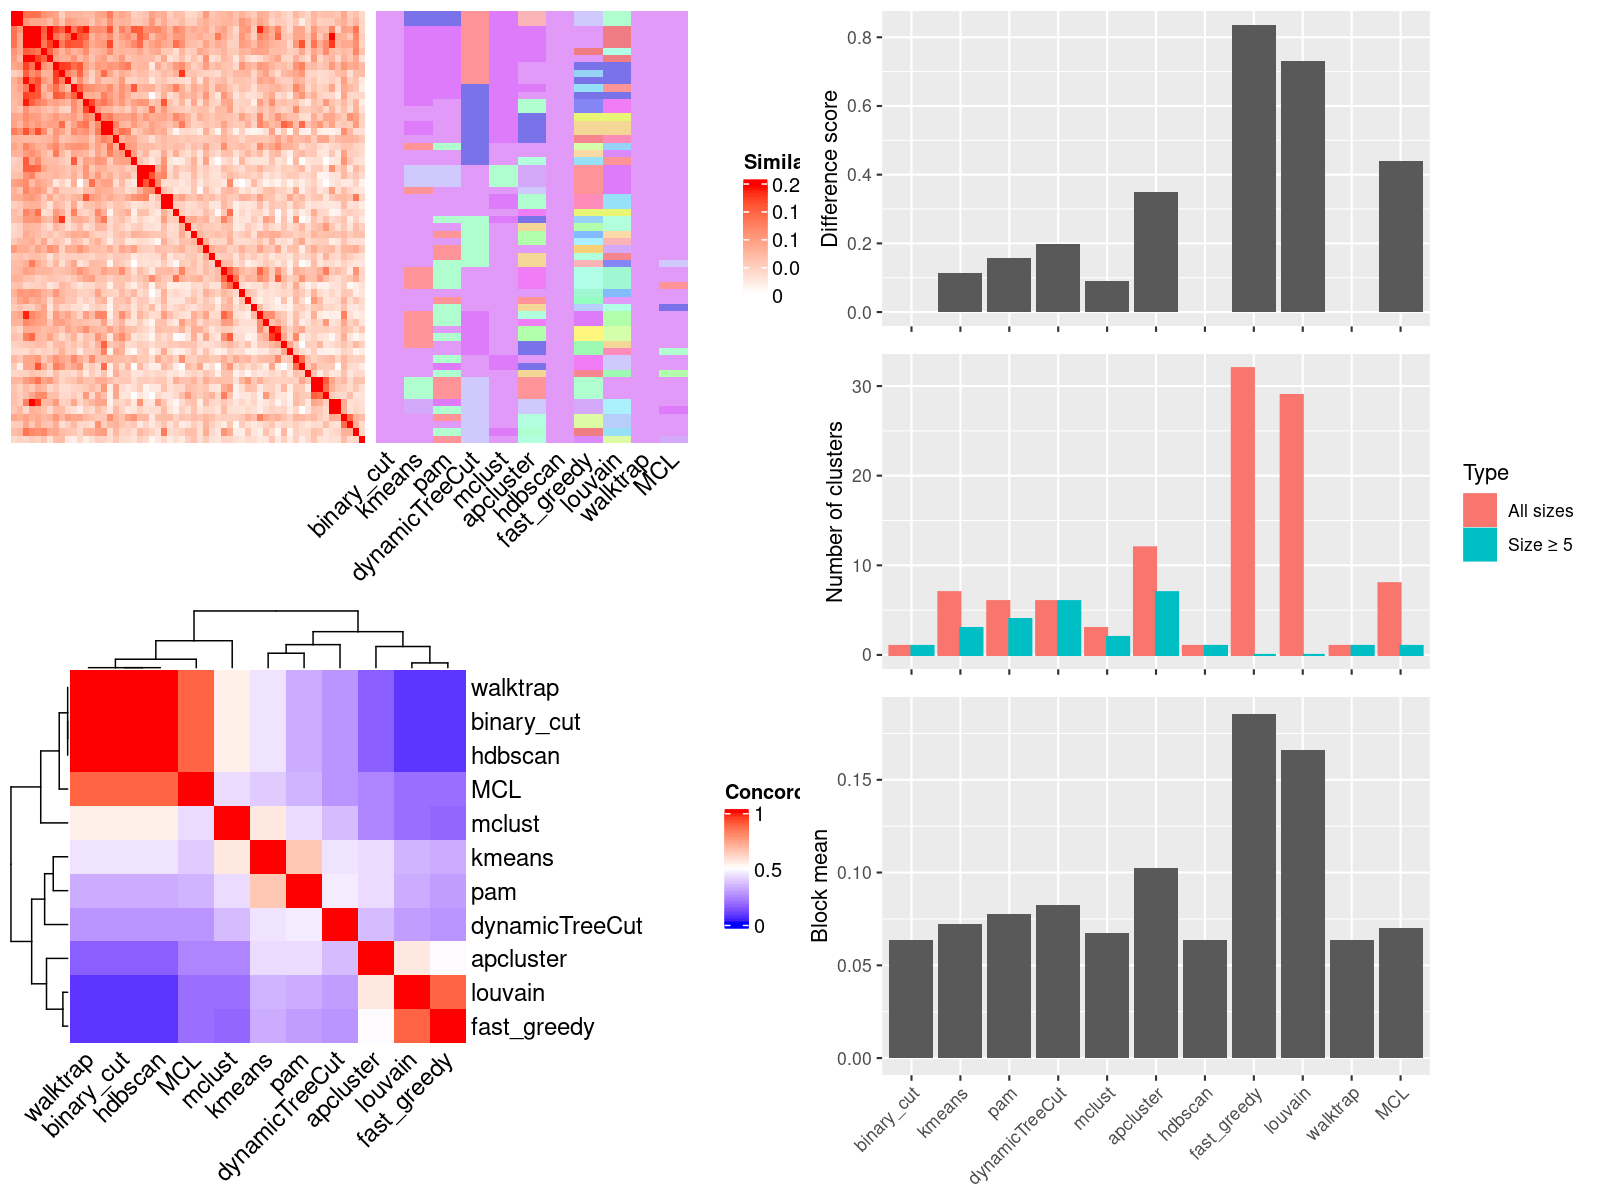 Simila
0.2
0.1
0.1
0.0
0
binary_cut
kmeans
pam
dynamicTreeCut
mclust
apcluster
hdbscan
fast_greedy
louvain
walktrap
MCL
walktrap
binary_cut
hdbscan
MCL
mclust
kmeans
pam
dynamicTreeCut
apcluster
louvain
fast_greedy
Concord
1
0.5
0
walktrap
binary_cut
hdbscan
MCL
mclust
kmeans
pam
dynamicTreeCut
apcluster
louvain
fast_greedy
Difference score
0.8
0.6
0.4
0.2
0.0
Number of clusters
30
20
10
0
Type
All sizes
Size ≥ 5
Block mean
0.15
0.10
0.05
0.00
binary_cut
kmeans
pam
dynamicTreeCut
mclust
apcluster
hdbscan
fast_greedy
louvain
walktrap
MCL